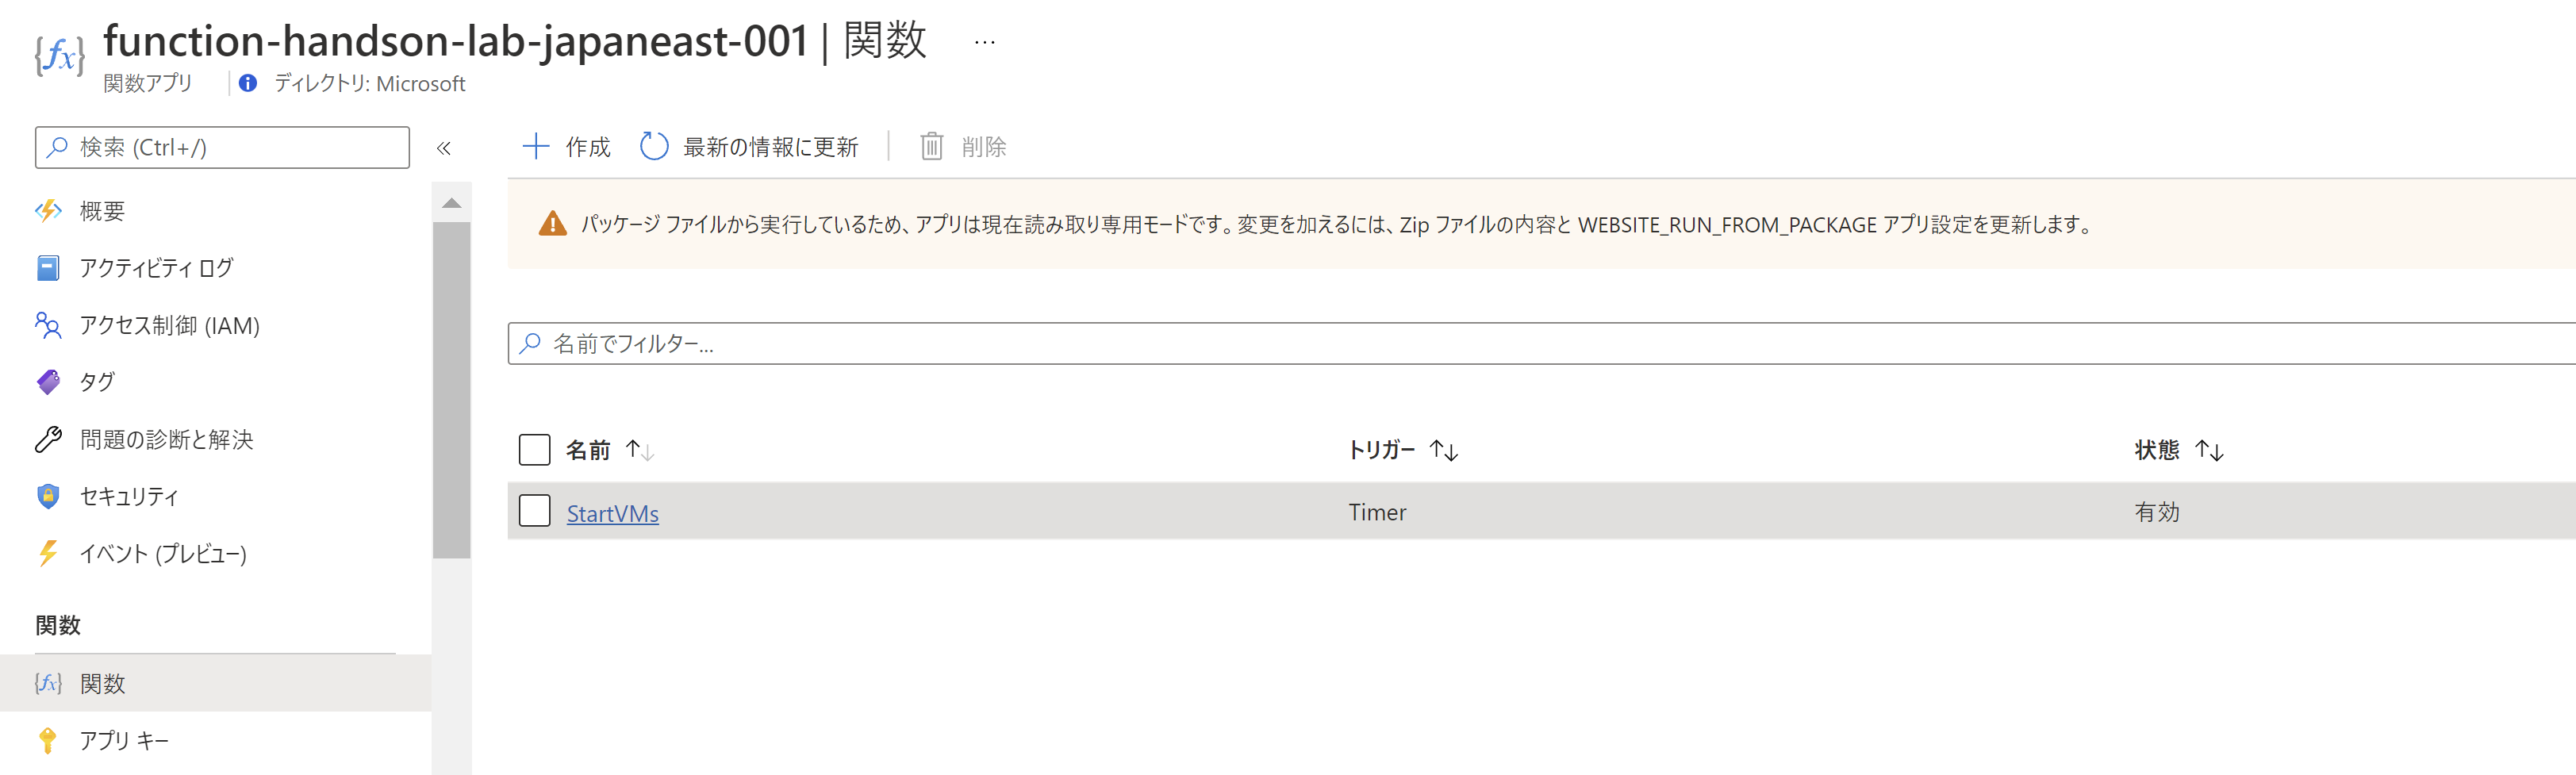 function-handson-lab-japaneast-001 | 関数 …
関数アプリ ディレクトリ: Microsoft
検索 (Ctrl+/)
概要
アクティビティ ログ
アクセス制御 (IAM)
タグ
問題の診断と解決
セキュリティ
イベント (プレビュー)
関数
関数
アプリ キー
作成 最新の情報に更新 削除
パッケージ ファイルから実行しているため、アプリは現在読み取り専用モードです。変更を加えるには、Zip ファイルの内容と WEBSITE_RUN_FROM_PACKAGE アプリ設定を更新します。
名前でフィルター...
名前 トリガー 状態
StartVMs Timer 有効